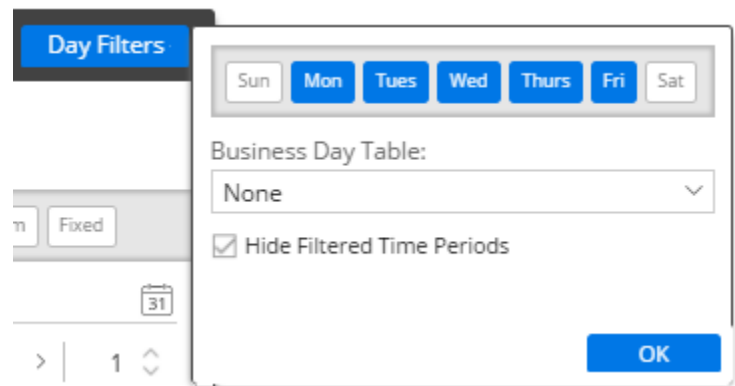 Day Filters
Sun Mon Tues Wed Thurs Fri Sat
Business Day Table:
None
Fixed
Hide Filtered Time Periods
31
1
OK